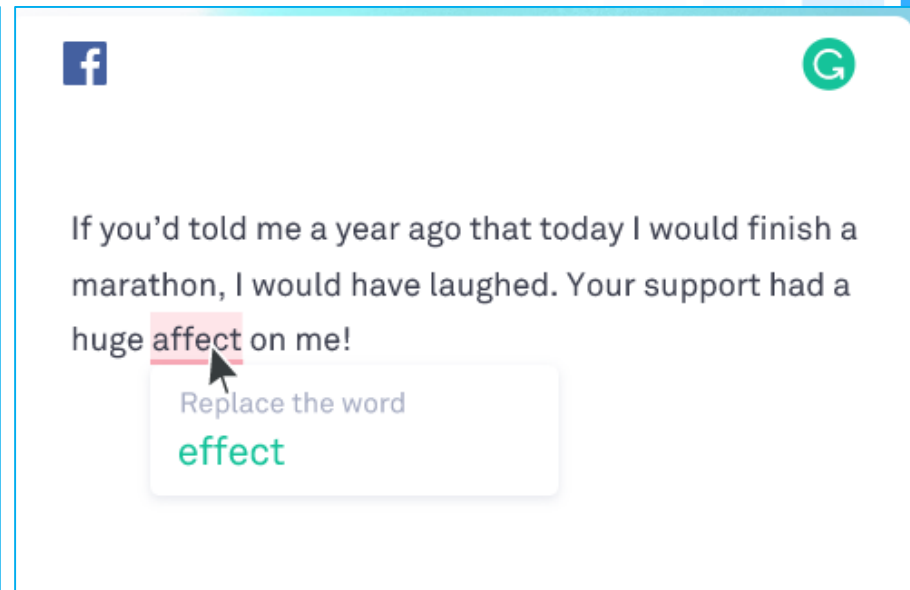 If you’d told me a year ago that today I would finish a
marathon, I would have laughed. Your support had a
huge affect on me!
Replace the word
effect